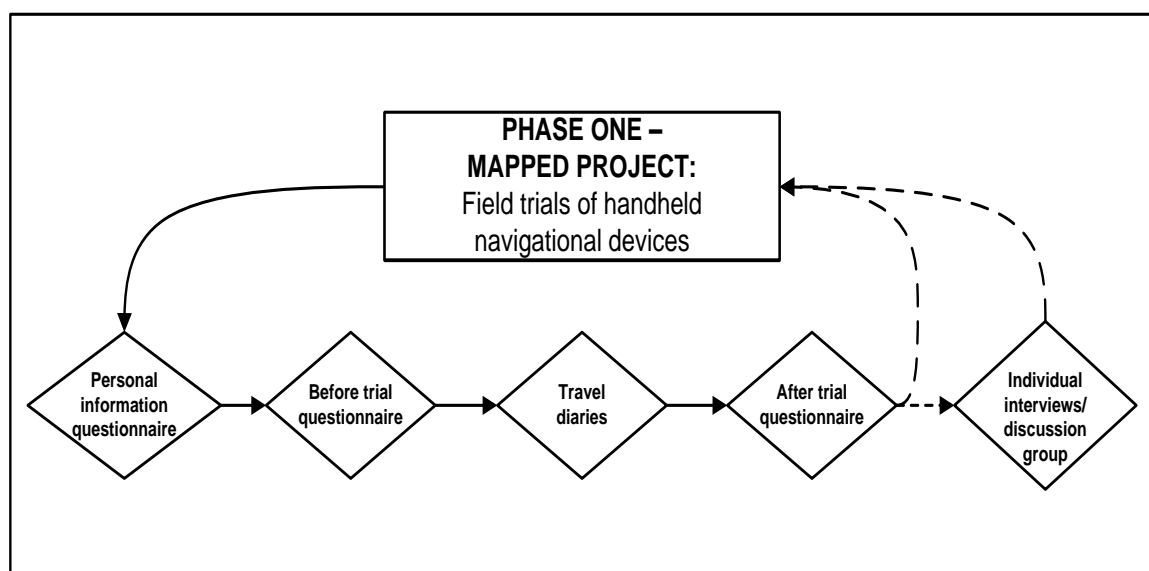 PHASE ONE –
MAPPED PROJECT:
Field trials of handheld
navigational devices
Personal
information
questionnaire
Before trial
questionnaire
Travel
diaries
After trial
questionnaire
Individual
interviews/
discussion
group